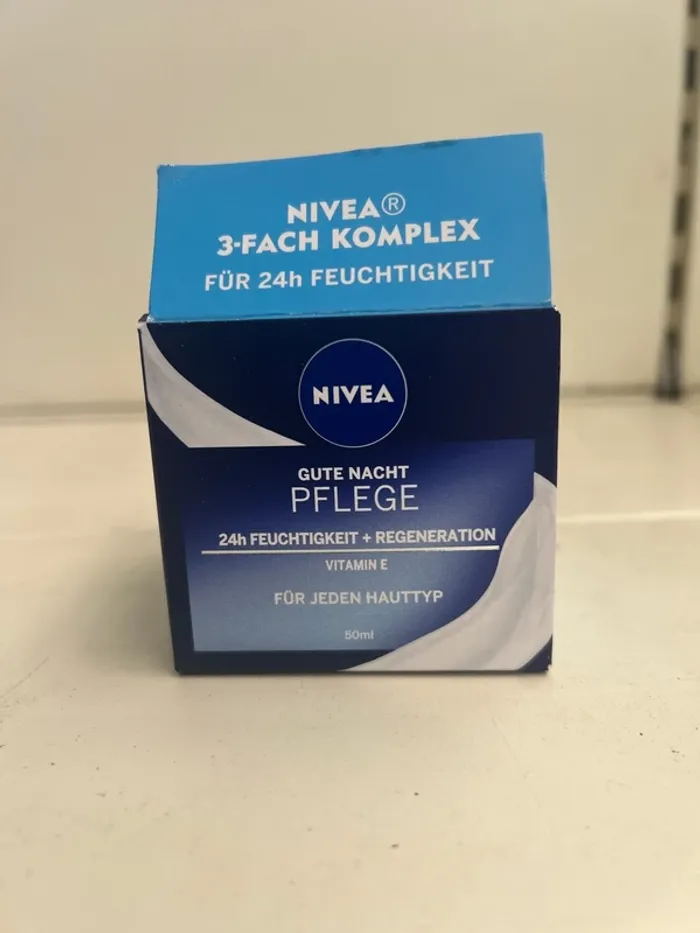 NIVEA®
3-FACH KOMPLEX
FÜR 24h FEUCHTIGKEIT
NIVEA
GUTE NACHT
PFLEGE
24h FEUCHTIGKEIT + REGENERATION
VITAMIN E
FÜR JEDEN HAUTTYP
50ml